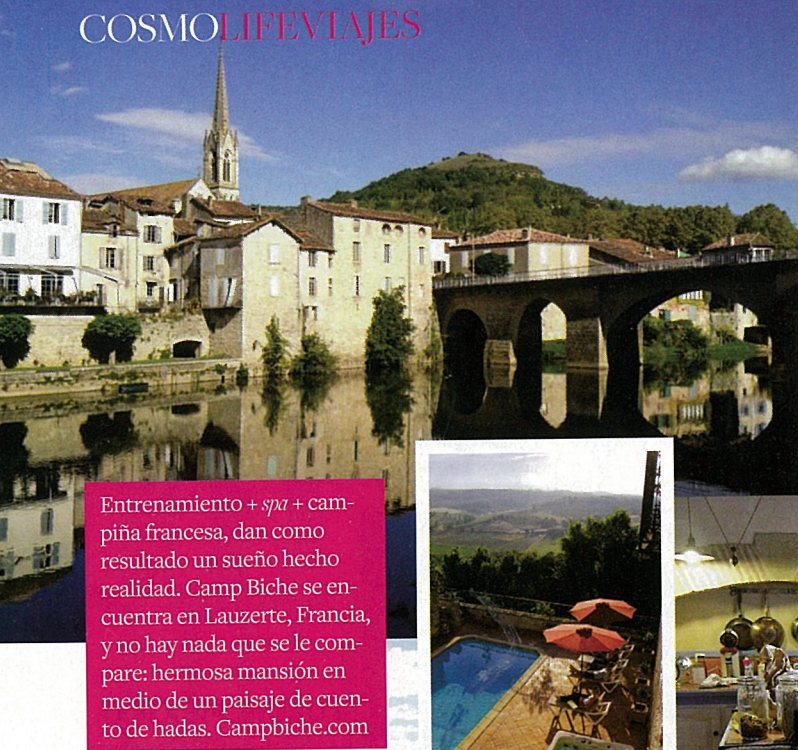 COSMOLIFEVIAJES
Entrenamiento + spa + cam-
piña francesa, dan como
resultado un sueño hecho
realidad. Camp Biche se en-
cuentra en Lauzerte, Francia,
y no hay nada que se le com-
pare: hermosa mansión en
medio de un paisaje de cuen-
to de hadas. Campbiche.com